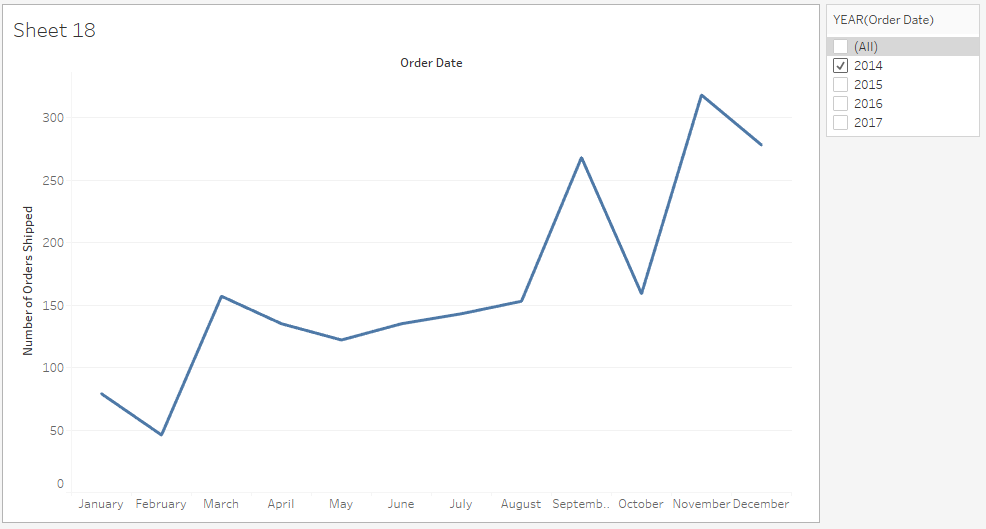 Sheet 18
Order Date
Number of Orders Shipped
300
250
200
150
100
50
0
January February March April May June July August Septemb.. October November December
YEAR(Order Date)
(All)
2014
2015
2016
2017